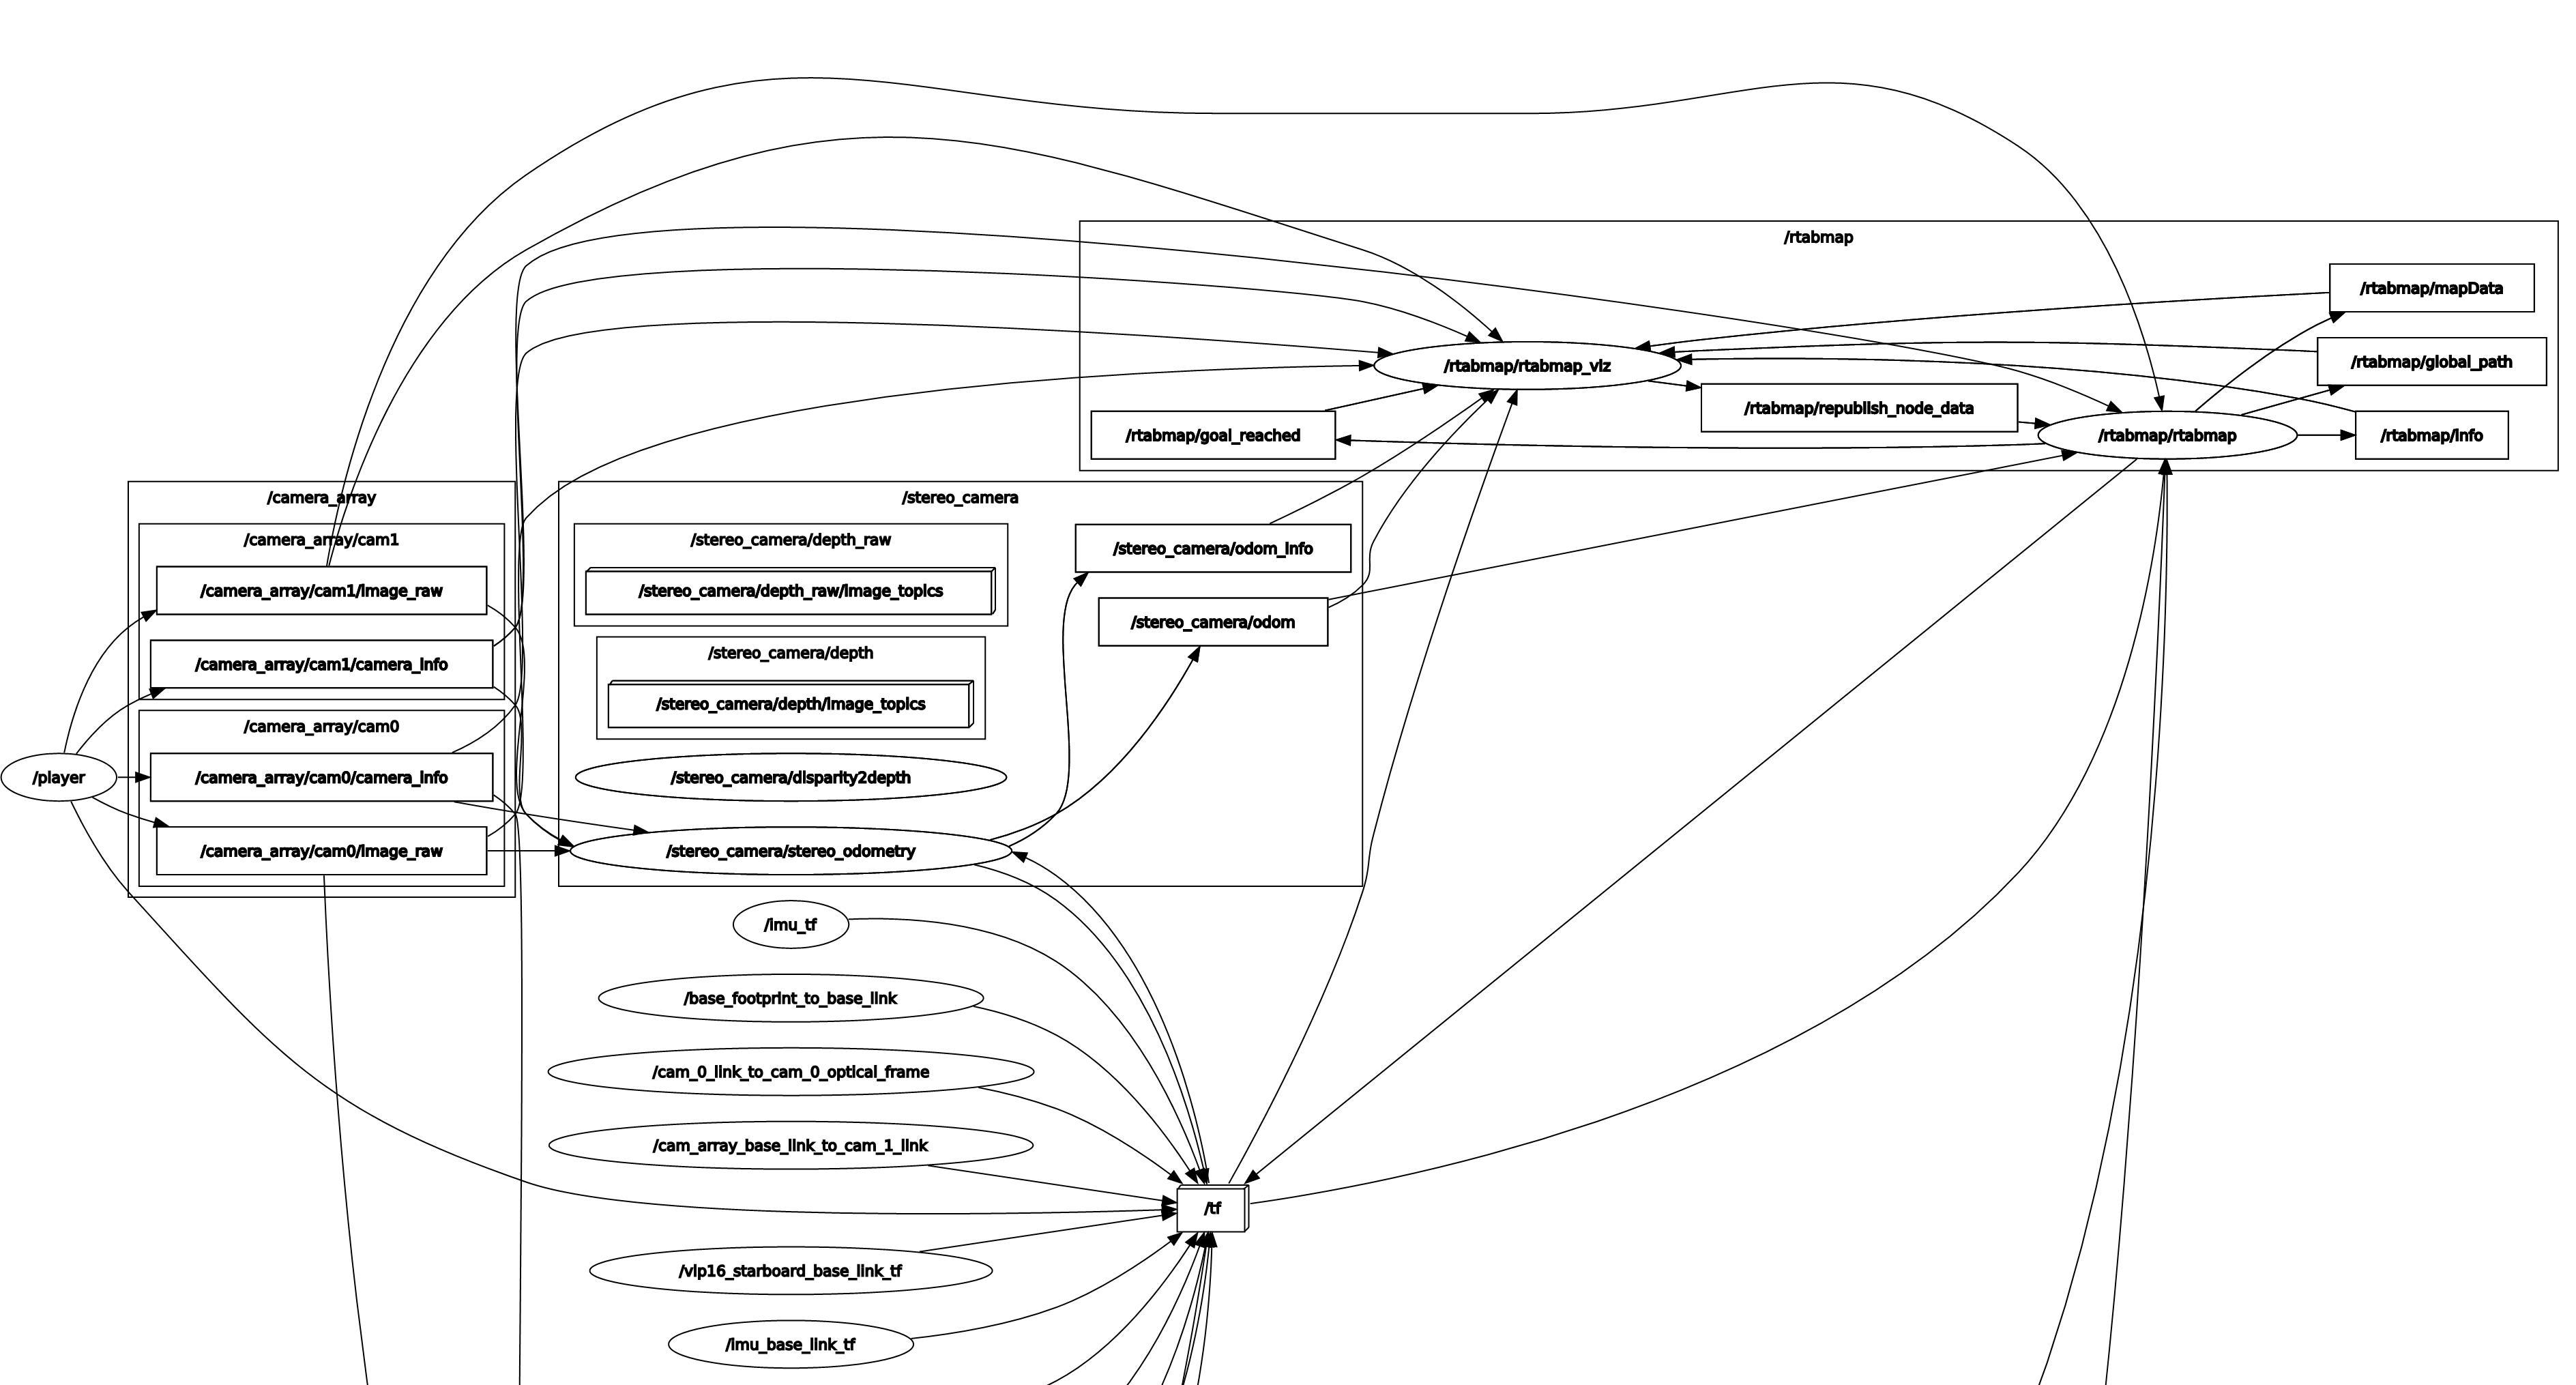 /rtabmap
/rtabmap/mapData
/rtabmap/global_path
/rtabmap/rtabmap_viz
/rtabmap/republish_node_data
/rtabmap/goal_reached
/rtabmap/rtabmap
/rtabmap/info
/camera_array
/stereo_camera
/camera_array/cam1
/stereo_camera/depth_raw
/stereo_camera/odom_info
/camera_array/cam1/image_raw
/stereo_camera/depth_raw/image_topics
/stereo_camera/odom
/camera_array/cam1/camera_info
/stereo_camera/depth
/stereo_camera/depth/image_topics
/camera_array/cam0
/player
/camera_array/cam0/camera_info
/stereo_camera/disparity2depth
/camera_array/cam0/image_raw
/stereo_camera/stereo_odometry
/imu_tf
/base_footprint_to_base_link
/cam_0_link_to_cam_0_optical_frame
/cam_array_base_link_to_cam_1_link
/tf
/vlp16_starboard_base_link_tf
/imu_base_link_tf